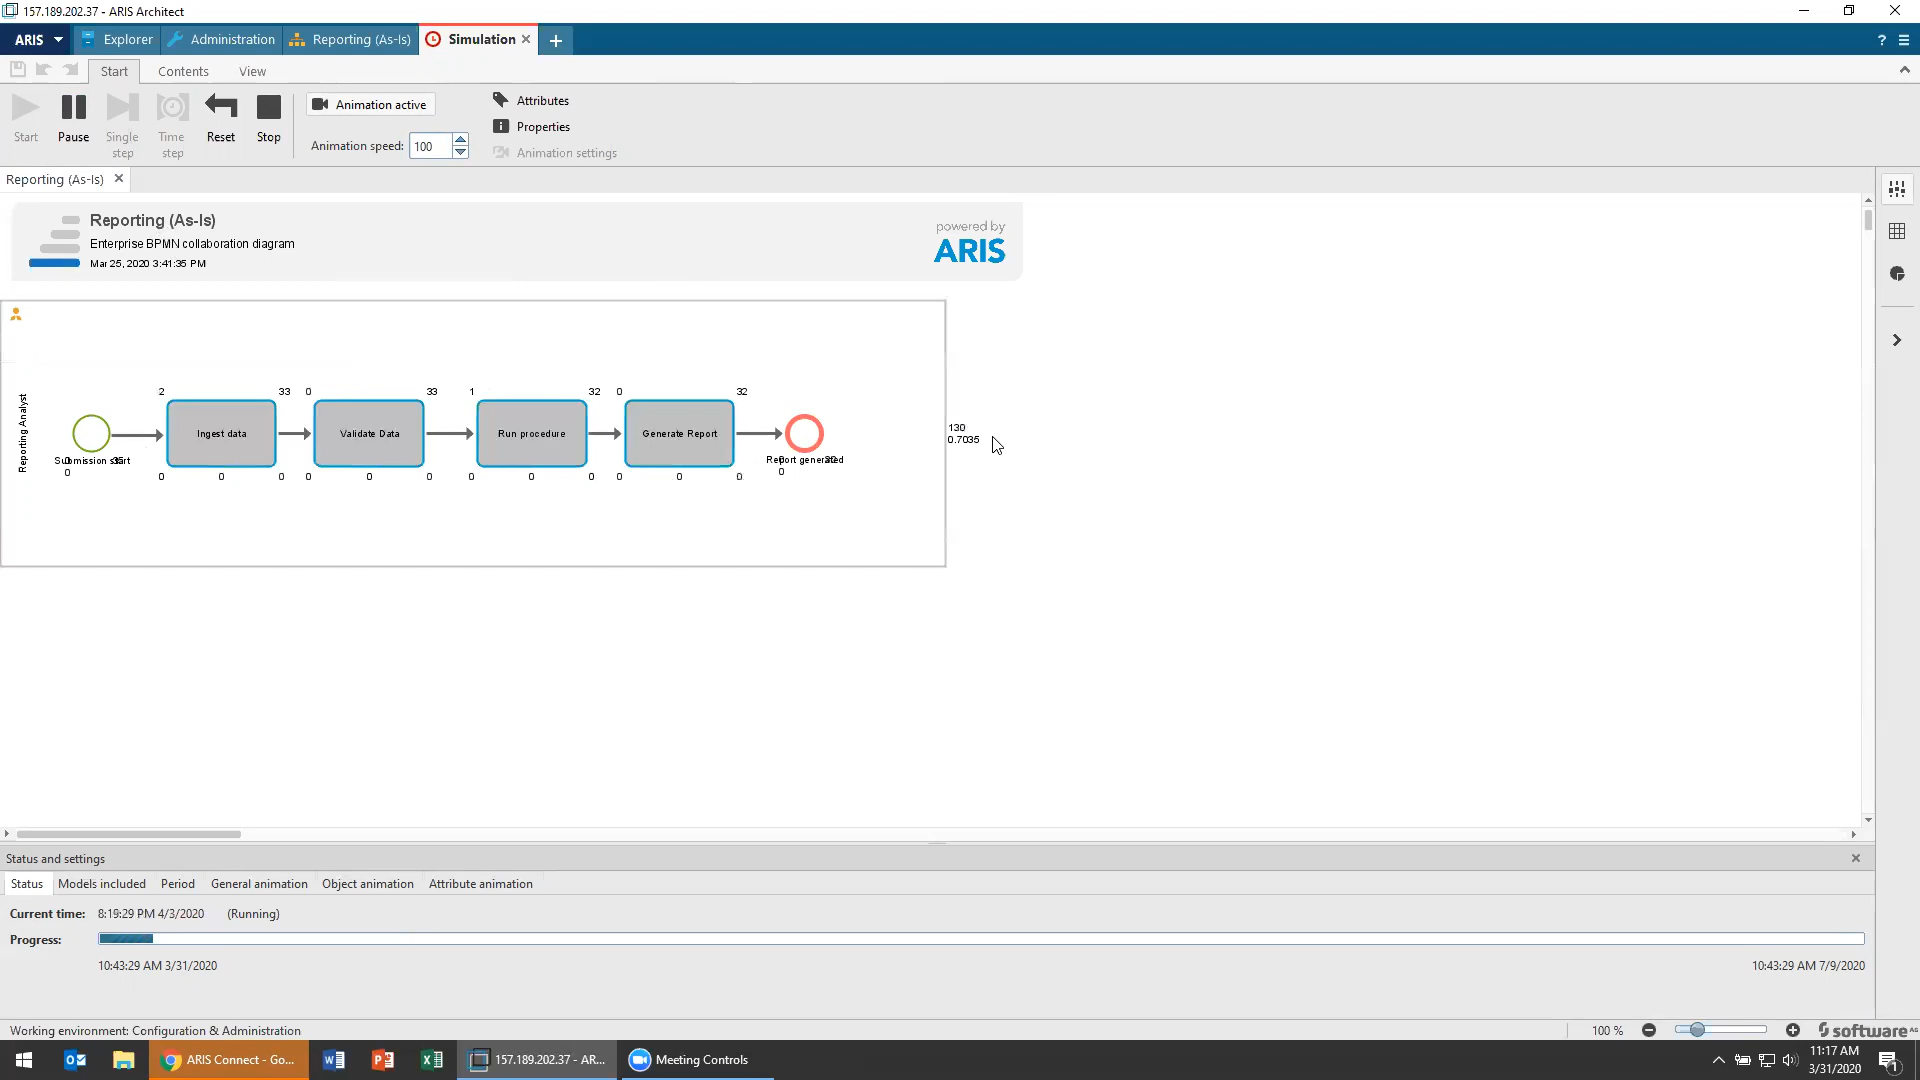 157.189.202.37 - ARIS Architect
ARIS Explorer Administration Reporting (As-Is) Simulation
Start Contents View
Start Pause Single step Time step Reset Stop
Animation active
Animation speed: 100
Attributes
Properties
Animation settings
Reporting (As-Is)
Reporting (As-Is)
Enterprise BPMN collaboration diagram
Mar 25, 2020 3:41:35 PM
powered by
ARIS
Reporting Analyst
2 33 0 33 1 32 0 32
Ingest data Validate Data Run procedure Generate Report
130
0.7035
Submission start
Report generated
0 0
0 0 0 0 0 0 0 0 0 0 0 0
Status and settings
Status Models included Period General animation Object animation Attribute animation
Current time: 8:19:29 PM 4/3/2020 (Running)
Progress:
10:43:29 AM 3/31/2020 10:43:29 AM 7/9/2020
Working environment: Configuration & Administration 100 % software AG
ARIS Connect - Go... 157.189.202.37 - AR... Meeting Controls
11:17 AM
3/31/2020